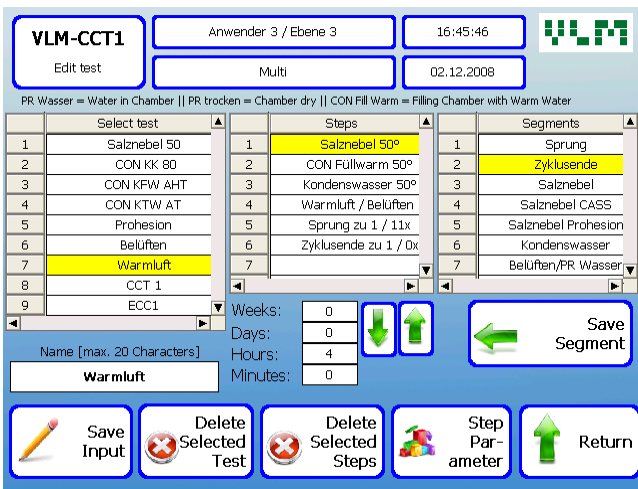 VLM-CCT1
Edit test
Anwender 3 / Ebene 3
16:45:46
VLM
Multi
02.12.2008
PR Wasser = Water in Chamber || PR trocken = Chamber dry || CON Fill Warm = Filling Chamber with Warm Water
Select test
1 Salznebel 50
2 CON KK 80
3 CON KFW AHT
4 CON KTW AT
5 Prohesion
6 Belüften
7 Warmluft
8 CCT 1
9 ECC1
Steps
1 Salznebel 50º
2 CON Füllwarm 50º
3 Kondenswasser 50º
4 Warmluft / Belüften
5 Sprung zu 1 / 11x
6 Zyklusende zu 1 / 0x
7
Segments
1 Sprung
2 Zyklusende
3 Salznebel
4 Salznebel CASS
5 Salznebel Prohesion
6 Kondenswasser
7 Belüften/PR Wasser
Weeks: 0
Days: 0
Hours: 4
Minutes: 0
Save
Segment
Name [max. 20 Characters]
Warmluft
Save
Input
Delete
Selected
Test
Delete
Selected
Steps
Step
Par-
ameter
Return